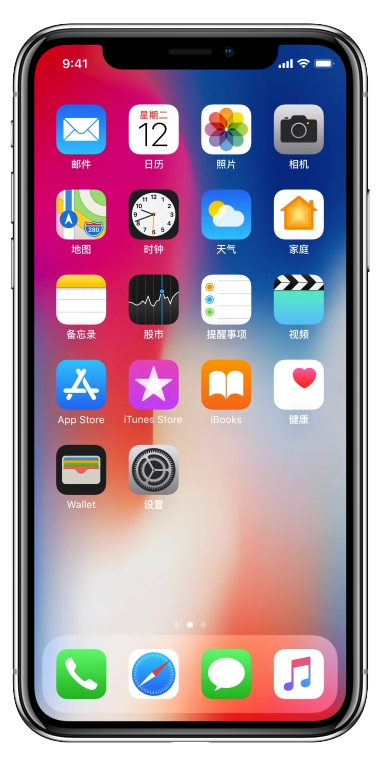 9:41
星期二
12
邮件
日历
照片
相机
280
地图
时钟
天气
家庭
备忘录
股市
提醒事项
视频
App Store
iTunes Store
iBooks
健康
Wallet
设置